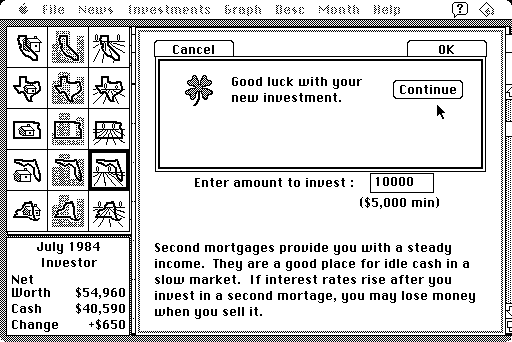 File News Investments Graph Desc Month Help
Cancel
OK
Good luck with your
new investment.
Continue
Enter amount to invest : 10000
($5,000 min)
Second mortgages provide you with a steady
income. They are a good place for idle cash in a
slow market. If interest rates rise after you
invest in a second mortage, you may lose money
when you sell it.
July 1984
Investor
Net
Worth $54,960
Cash $40,590
Change +$650